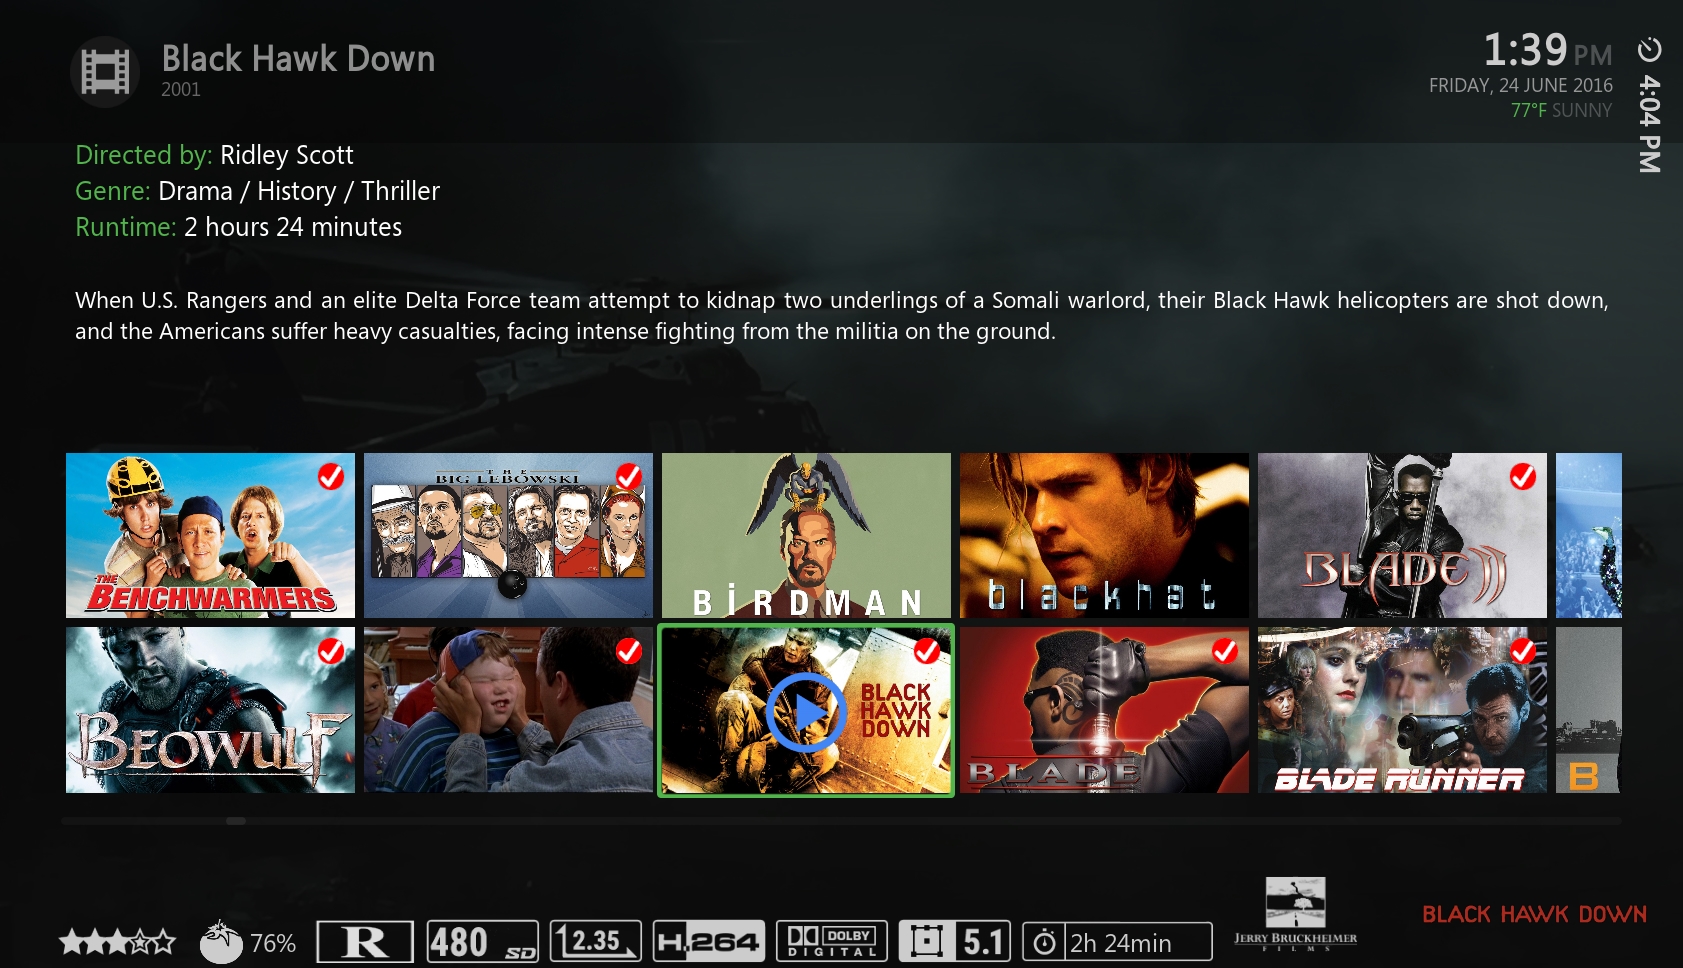 Black Hawk Down
2001
1:39 PM
FRIDAY, 24 JUNE 2016
77°F SUNNY
4:04 PM
Directed by: Ridley Scott
Genre: Drama / History / Thriller
Runtime: 2 hours 24 minutes
When U.S. Rangers and an elite Delta Force team attempt to kidnap two underlings of a Somali warlord, their Black Hawk helicopters are shot down,
and the Americans suffer heavy casualties, facing intense fighting from the militia on the ground.
THE
BENCHWARMERS
THE
BIG LEBOWSKI
BiRDMAN
blackhat
BLADE II
BEOWULF
BLACK
HAWK
DOWN
BLADE
BLADE RUNNER
B
76%
R
480 SD
2.35
H.264
DOLBY
DIGITAL
5.1
2h 24min
JERRY BRUCKHEIMER
FILMS
BLACK HAWK DOWN